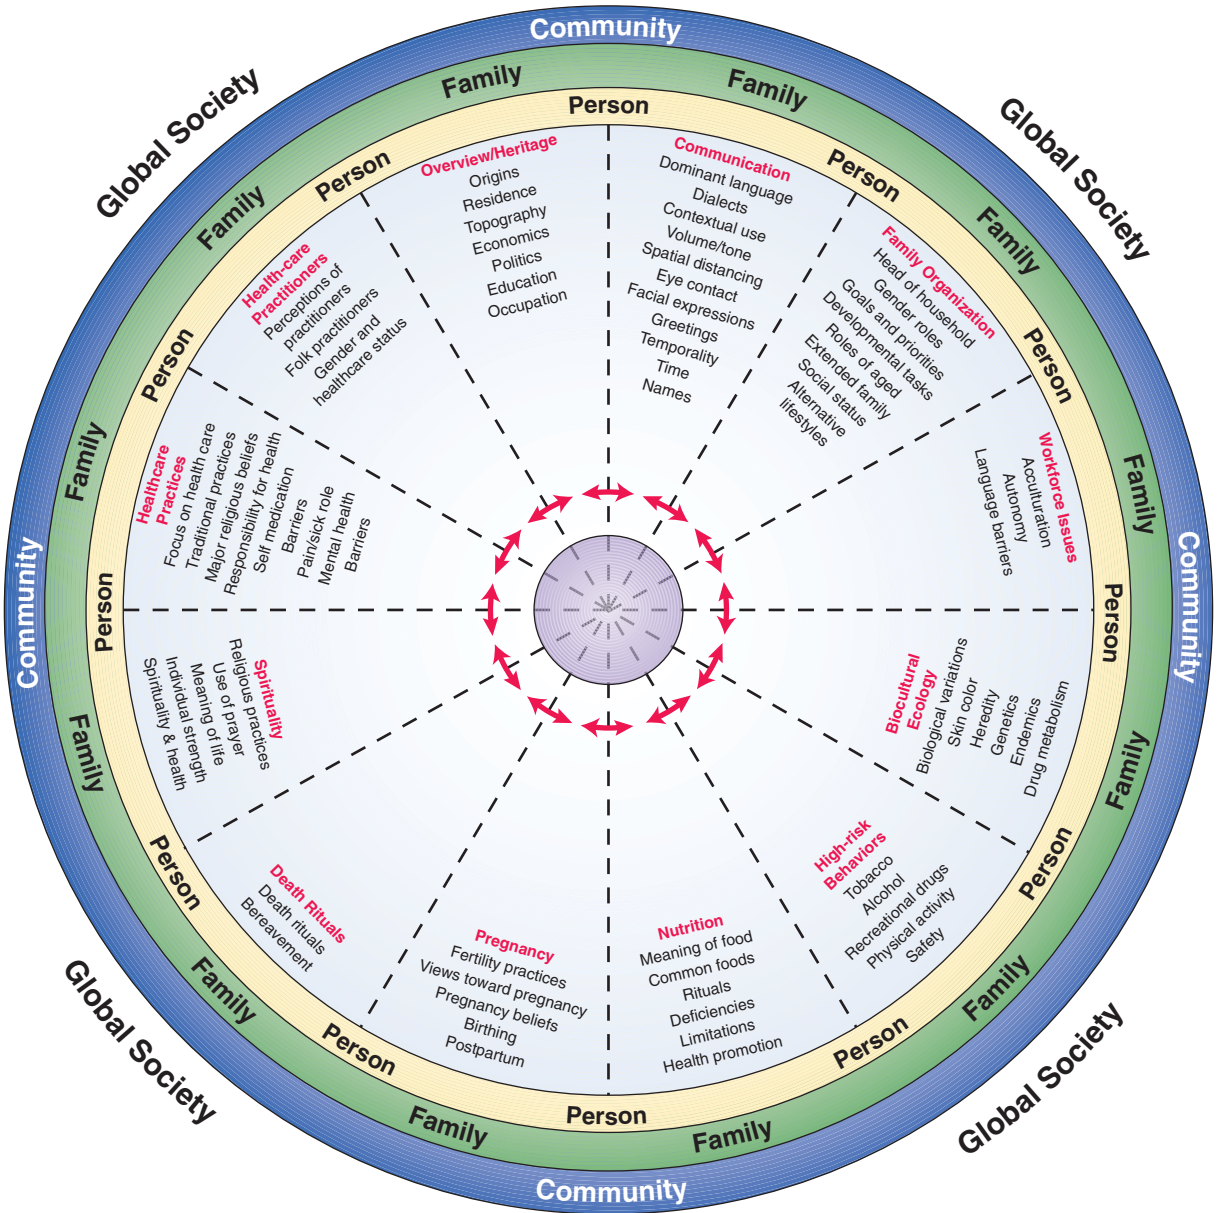 Community
Family
Family
Person
Global Society
Global Society
Person
Person
Family
Family
Overview/Heritage
Origins
Residence
Topography
Economics
Politics
Education
Occupation
Communication
Dominant language
Dialects
Contextual use
Volume/tone
Spatial distancing
Eye contact
Facial expressions
Greetings
Temporality
Time
Names
Family Organization
Head of household
Gender roles
Goals and priorities
Developmental tasks
Roles of aged
Extended family
Social status
Alternative
lifestyles
Person
Family
Workforce Issues
Acculturation
Autonomy
Language barriers
Community
Person
Biocultural
Ecology
Biological variations
Skin color
Heredity
Genetics
Endemics
Drug metabolism
Family
Person
High-risk
Behaviors
Tobacco
Alcohol
Recreational drugs
Physical activity
Safety
Family
Global Society
Person
Nutrition
Meaning of food
Common foods
Rituals
Deficiencies
Limitations
Health promotion
Family
Person
Community
Pregnancy
Fertility practices
Views toward pregnancy
Pregnancy beliefs
Birthing
Postpartum
Family
Person
Death Rituals
Death rituals
Bereavement
Family
Global Society
Person
Spirituality
Religious practices
Use of prayer
Meaning of life
Individual strength
Spirituality & health
Family
Person
Community
Healthcare
Practices
Focus on health care
Traditional practices
Major religious beliefs
Responsibility for health
Self medication
Barriers
Pain/sick role
Mental health
Barriers
Family
Person
Health-care
Practitioners
Perceptions of
practitioners
Folk practitioners
Gender and
healthcare status